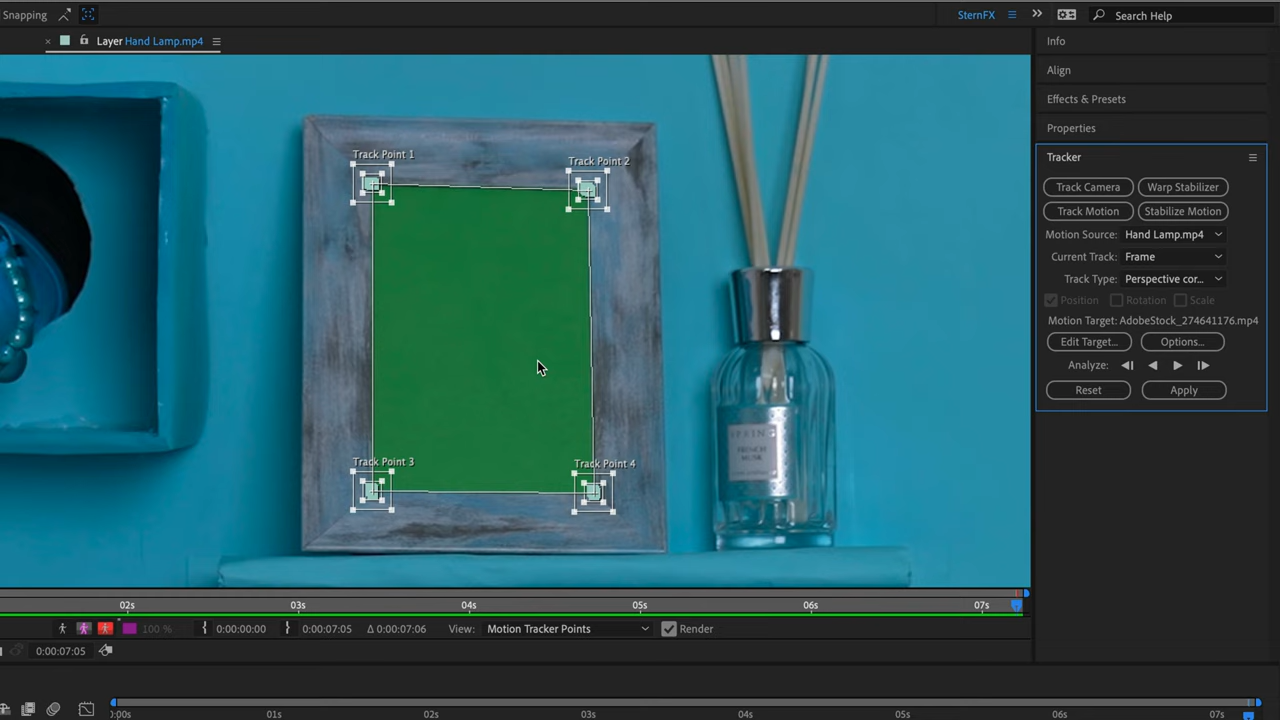 Snapping
SternFX
Search Help
Layer Hand Lamp.mp4
Info
Align
Effects & Presets
Properties
Tracker
Track Camera
Warp Stabilizer
Track Motion
Stabilize Motion
Motion Source: Hand Lamp.mp4
Current Track: Frame
Track Type: Perspective cor...
Position
Rotation
Scale
Motion Target: AdobeStock_274641176.mp4
Edit Target...
Options...
Analyze:
Reset
Apply
Track Point 1
Track Point 2
Track Point 3
Track Point 4
SPRING
FRENCH
MUSK
02s
03s
04s
05s
06s
07s
100 %
0:00:00:00
0:00:07:05
Δ 0:00:07:06
View: Motion Tracker Points
Render
0:00:07:05
:00s
01s
02s
03s
04s
05s
06s
07s